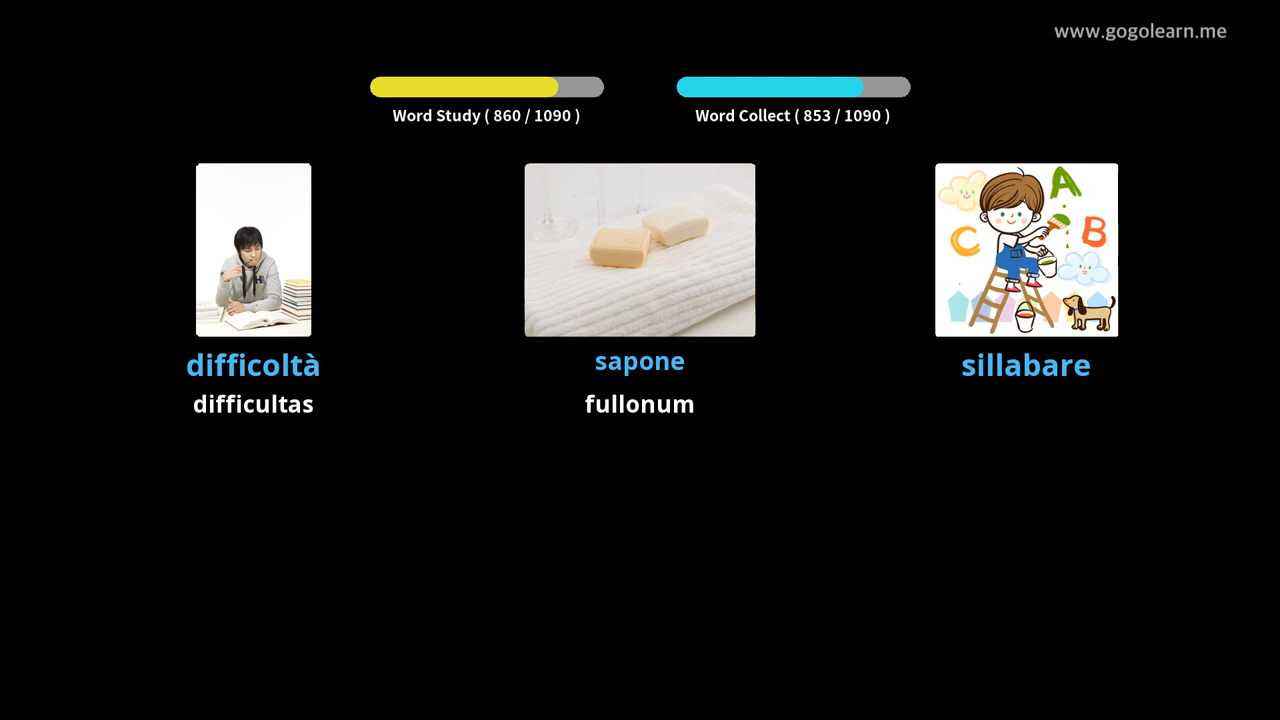 www.gogolearn.me
Word Study ( 860 / 1090 )
Word Collect ( 853 / 1090 )
A
B
C
difficoltà
sapone
sillabare
difficultas
fullonum